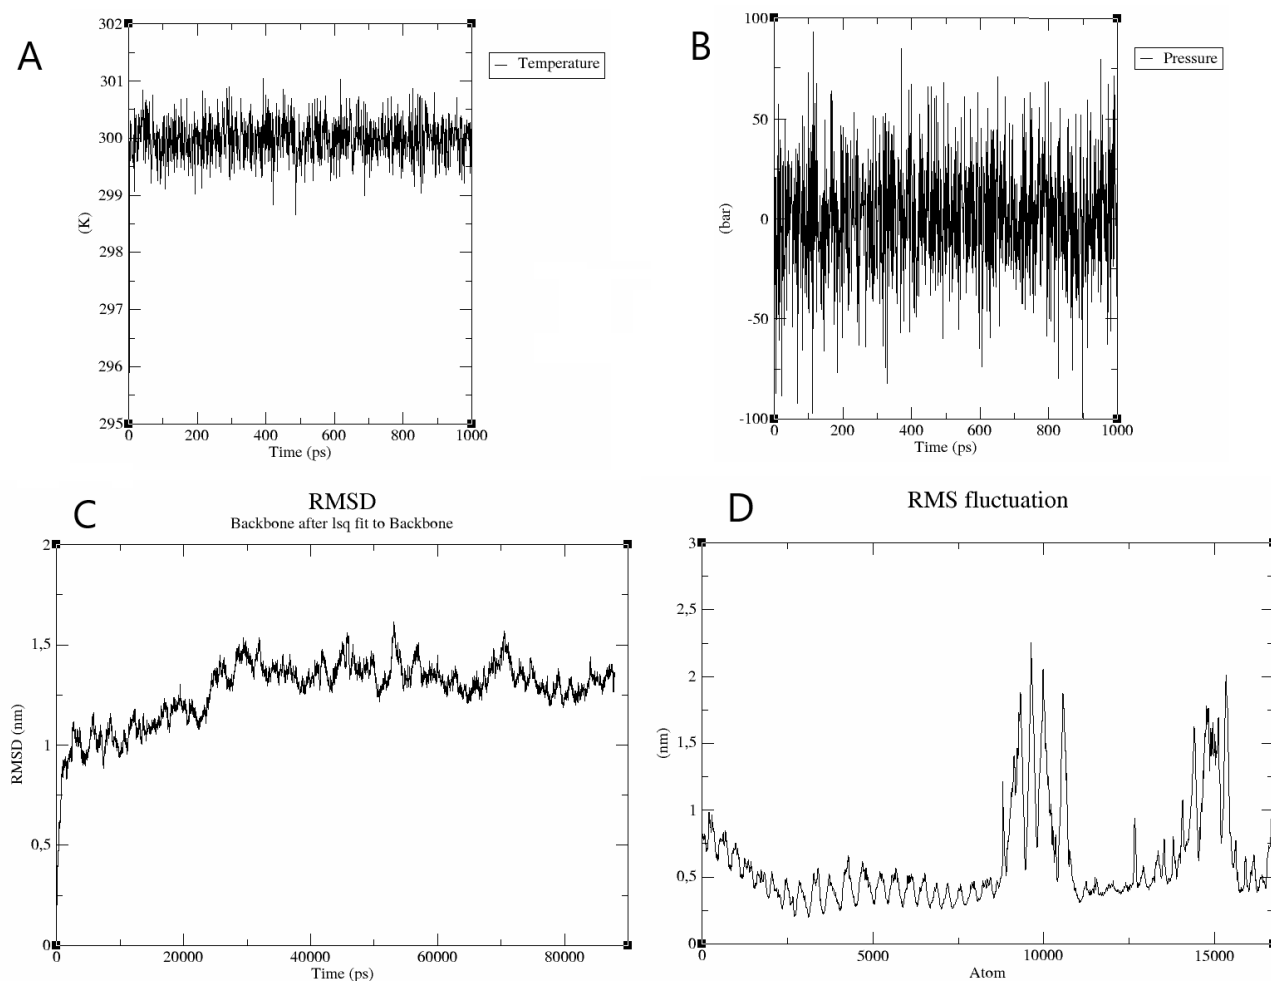 A
302
301
300
299
298
297
296
295
(K)
0
200
400
600
800
1000
Time (ps)
Temperature
B
100
50
0
-50
-100
(bar)
0
200
400
600
800
1000
Time (ps)
Pressure
C
RMSD
Backbone after lsq fit to Backbone
2
1,5
1
0,5
0
RMSD (nm)
0
20000
40000
60000
80000
Time (ps)
D
RMS fluctuation
3
2,5
2
1,5
1
0,5
0
(nm)
0
5000
10000
15000
Atom